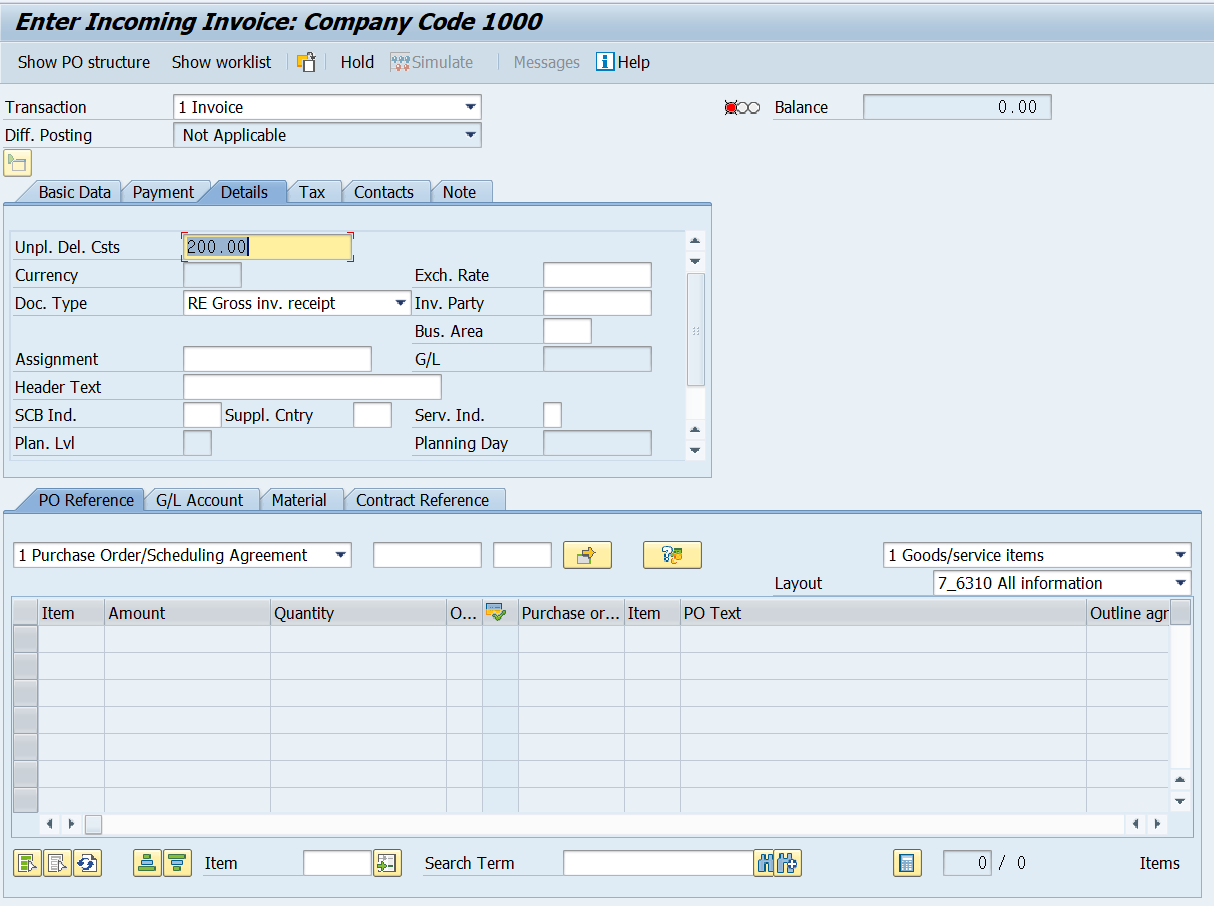 Enter Incoming Invoice: Company Code 1000
Show PO structure Show worklist Hold Simulate Messages Help
Transaction 1 Invoice Balance 0.00
Diff. Posting Not Applicable
Basic Data Payment Details Tax Contacts Note
Unpl. Del. Csts 200.00
Currency Exch. Rate
Doc. Type RE Gross inv. receipt Inv. Party
Bus. Area
Assignment G/L
Header Text
SCB Ind. Suppl. Cntry Serv. Ind.
Plan. Lvl Planning Day
PO Reference G/L Account Material Contract Reference
1 Purchase Order/Scheduling Agreement 1 Goods/service items
Layout 7_6310 All information
Item Amount Quantity O... Purchase or... Item PO Text Outline agr
Item Search Term 0 / 0 Items